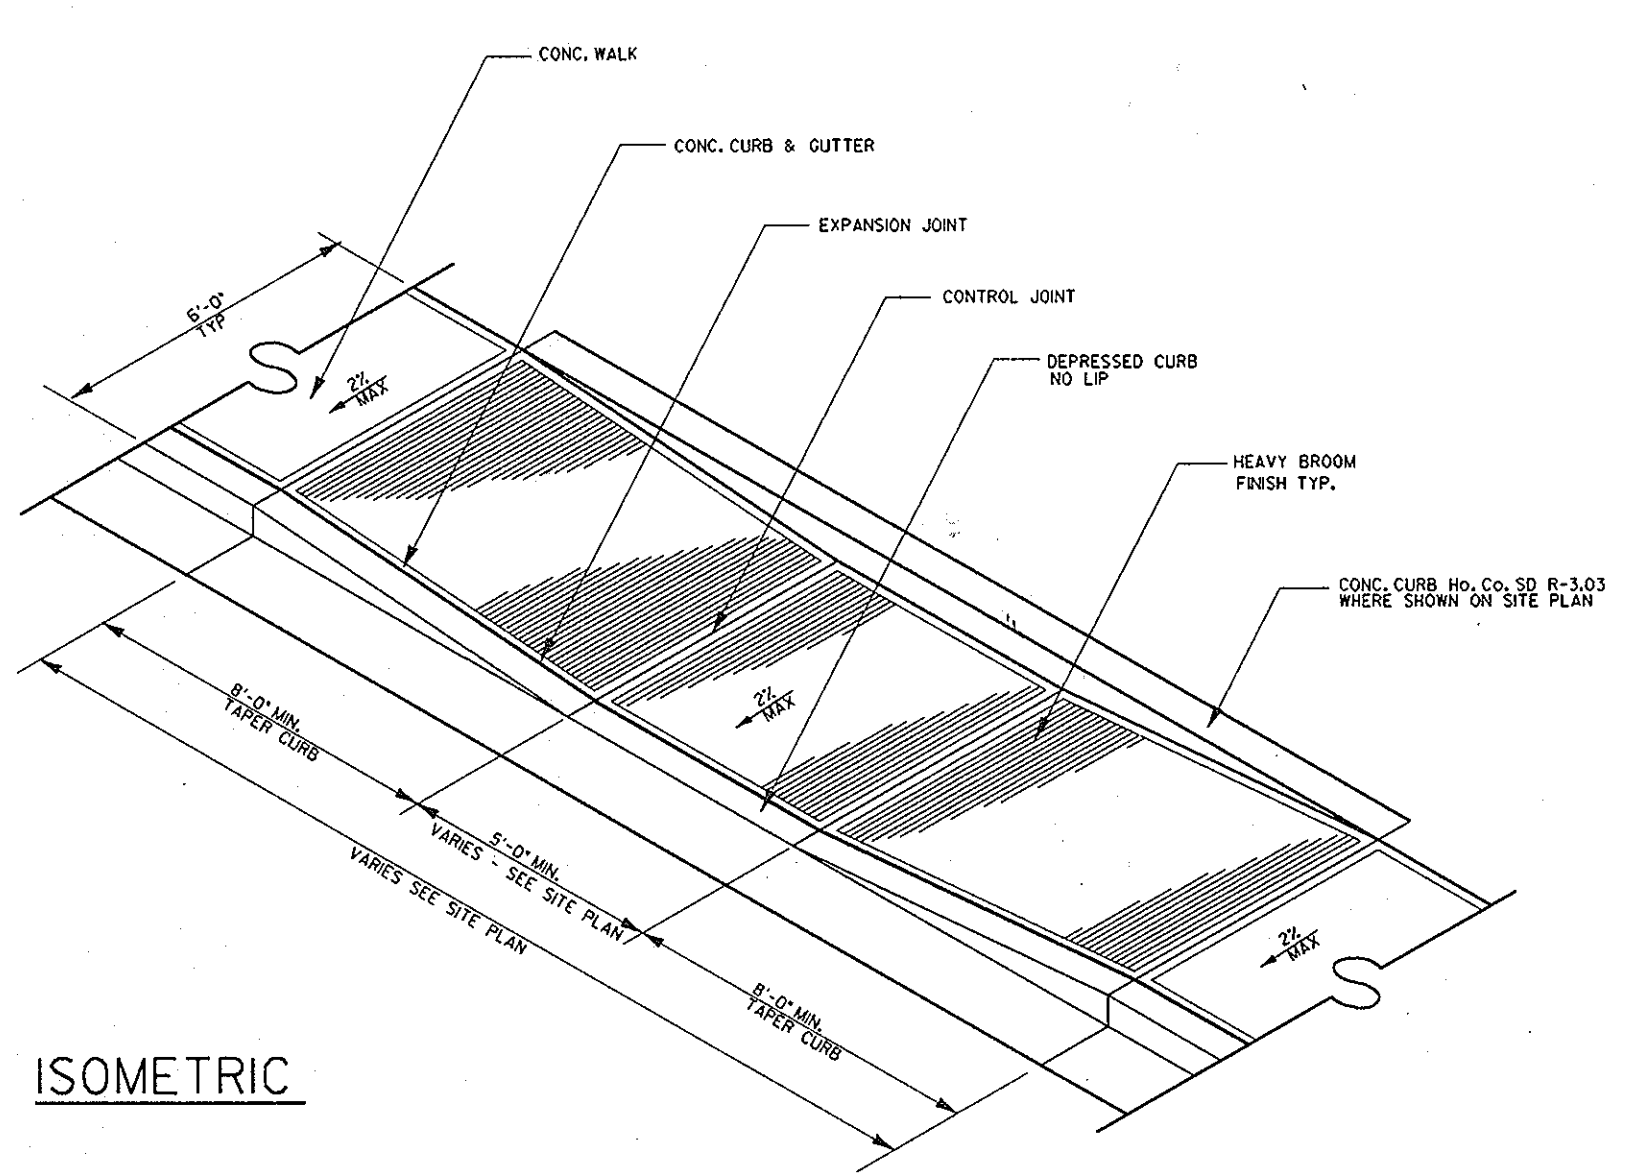 CONC. WALK
CONC. CURB & GUTTER
EXPANSION JOINT
CONTROL JOINT
DEPRESSED CURB
NO LIP
HEAVY BROOM
FINISH TYP.
CONC. CURB Ho. Co. SD R-3.03
WHERE SHOWN ON SITE PLAN
6'-0"
TYP
2%
MAX
2%
MAX
2%
MAX
8'-0" MIN.
TAPER CURB
5'-0" MIN.
VARIES - SEE SITE PLAN
VARIES SEE SITE PLAN
8'-0" MIN.
TAPER CURB
ISOMETRIC